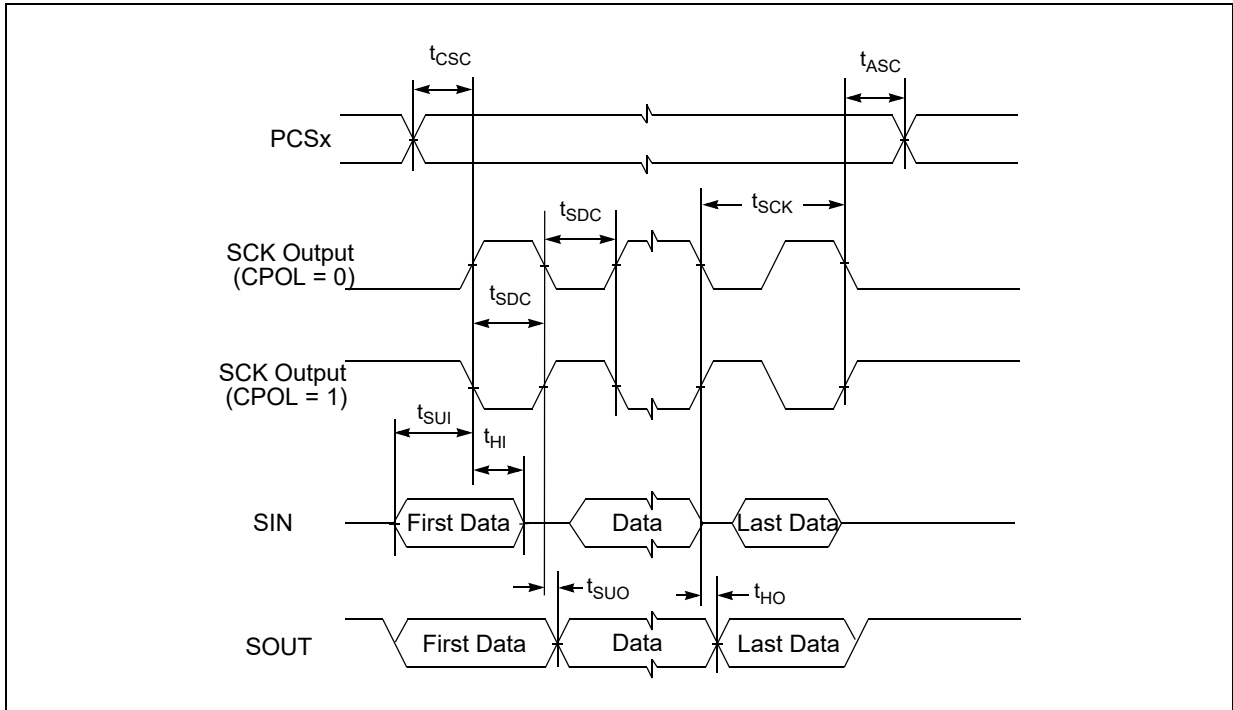 tCSC
tASC
PCSx
tSCK
tSDC
SCK Output
(CPOL = 0)
tSDC
SCK Output
(CPOL = 1)
tSUI
tHI
SIN
First Data
Data
Last Data
tSUO
tHO
SOUT
First Data
Data
Last Data